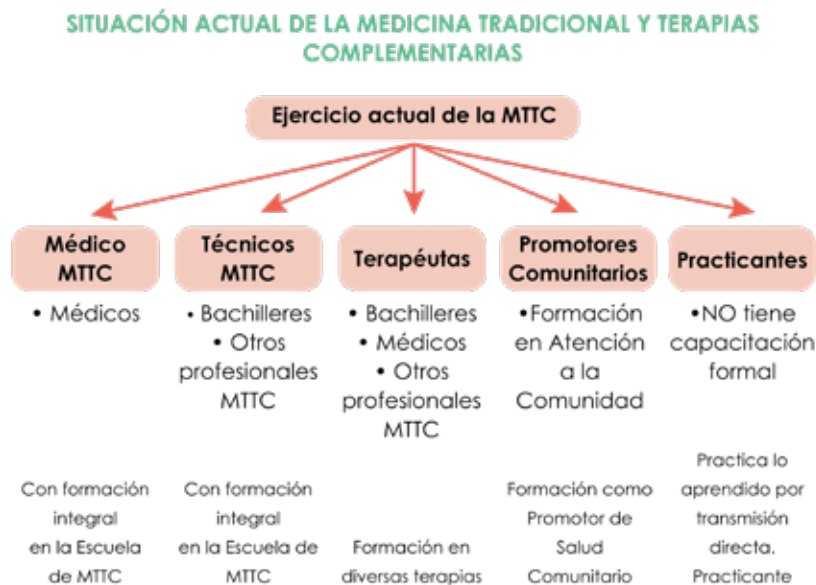 SITUACIÓN ACTUAL DE LA MEDICINA TRADICIONAL Y TERAPIAS
COMPLEMENTARIAS
Ejercicio actual de la MTTC
Médico
MTTC
• Médicos
Con formación
integral
en la Escuela
de MTTC
Técnicos
MTTC
• Bachilleres
• Otros
profesionales
MTTC
Con formación
integral
en la Escuela de
MTTC
Terapéutas
• Bachilleres
• Médicos
• Otros
profesionales
MTTC
Formación en
diversas terapias
Promotores
Comunitarios
•Formación
en Atención
a la
Comunidad
Formación como
Promotor de
Salud
Comunitario
Practicantes
•NO tiene
capacitación
formal
Practica lo
aprendido por
transmisión
directa.
Practicante